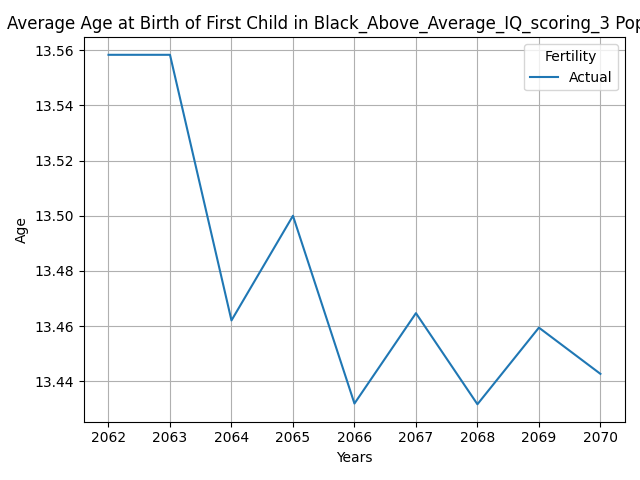 Average Age at Birth of First Child in Black_Above_Average_IQ_scoring_3 Pop
13.56
13.54
13.52
13.50
13.48
13.46
13.44
Age
Fertility
Actual
2062 2063 2064 2065 2066 2067 2068 2069 2070
Years